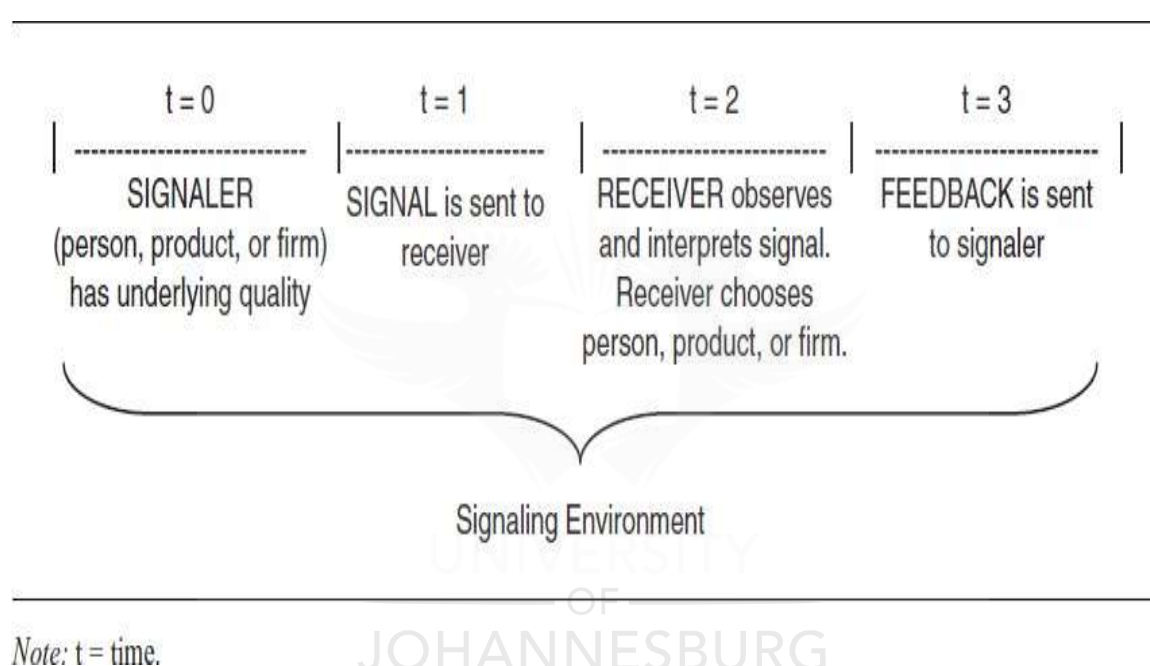 t = 0
SIGNALER
(person, product, or firm)
has underlying quality
t = 1
SIGNAL is sent to
receiver
t = 2
RECEIVER observes
and interprets signal.
Receiver chooses
person, product, or firm.
t = 3
FEEDBACK is sent
to signaler
Signaling Environment
UNIVERSITY
OF
JOHANNESBURG
Note: t = time.